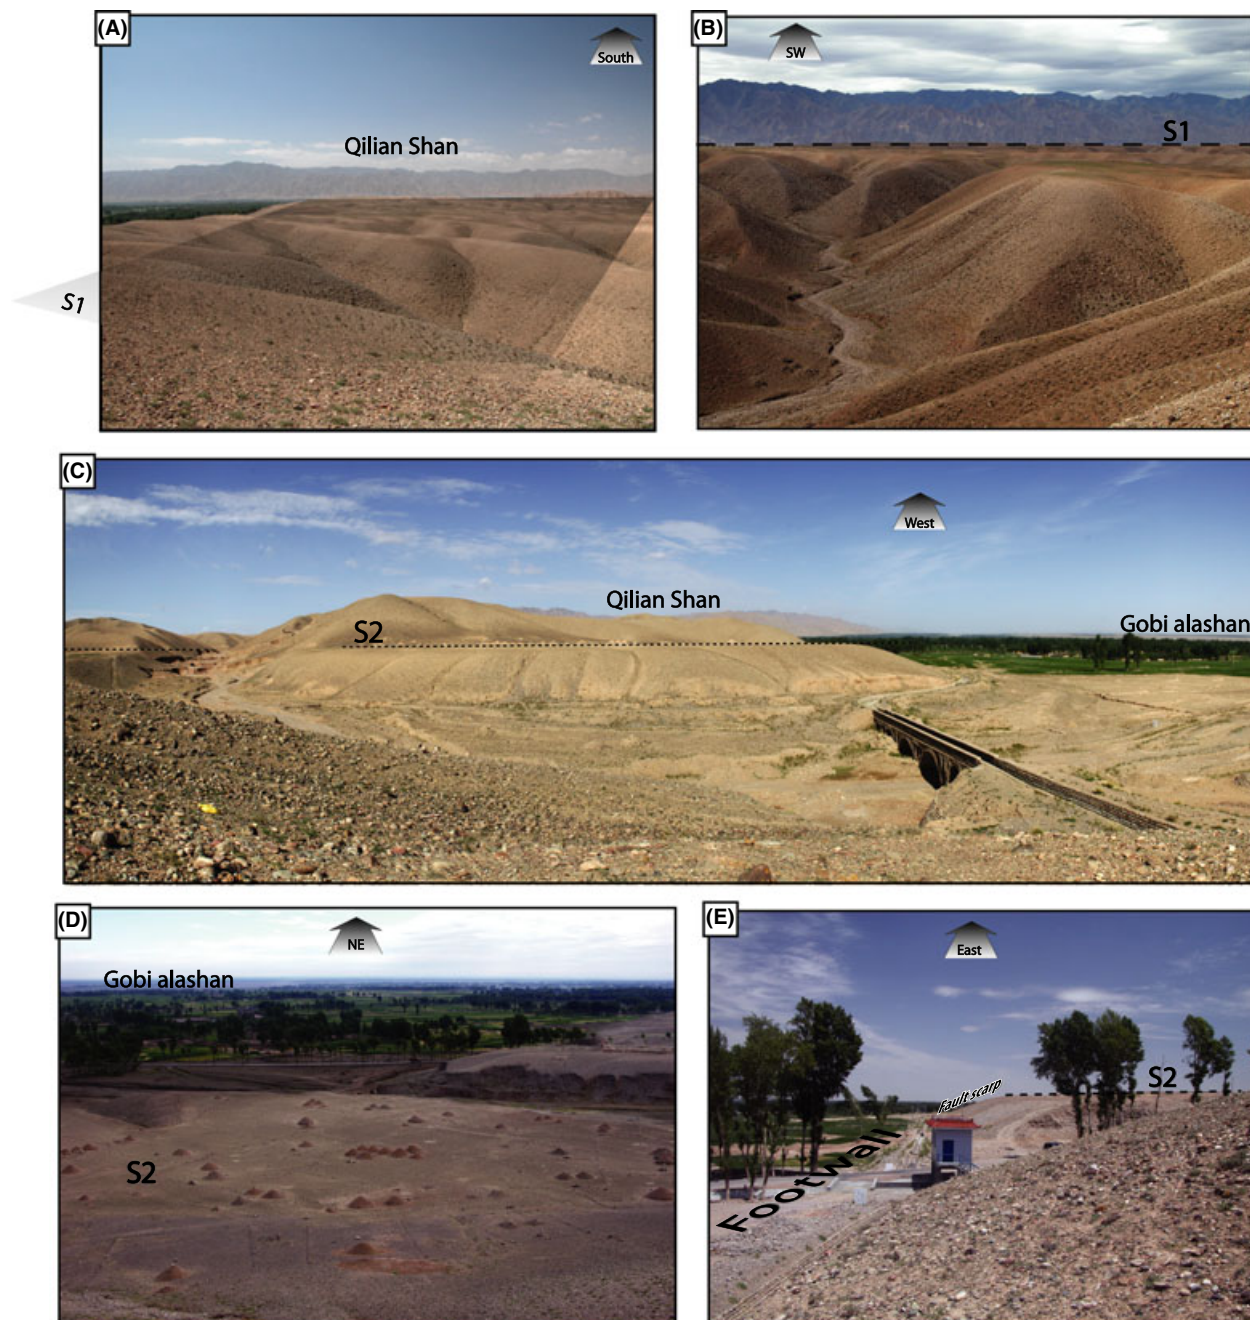 (A)
South
Qilian Shan
S1
(B)
SW
S1
(C)
West
Qilian Shan
S2
Gobi alashan
(D)
NE
Gobi alashan
S2
(E)
East
Fault scarp
S2
Footwall